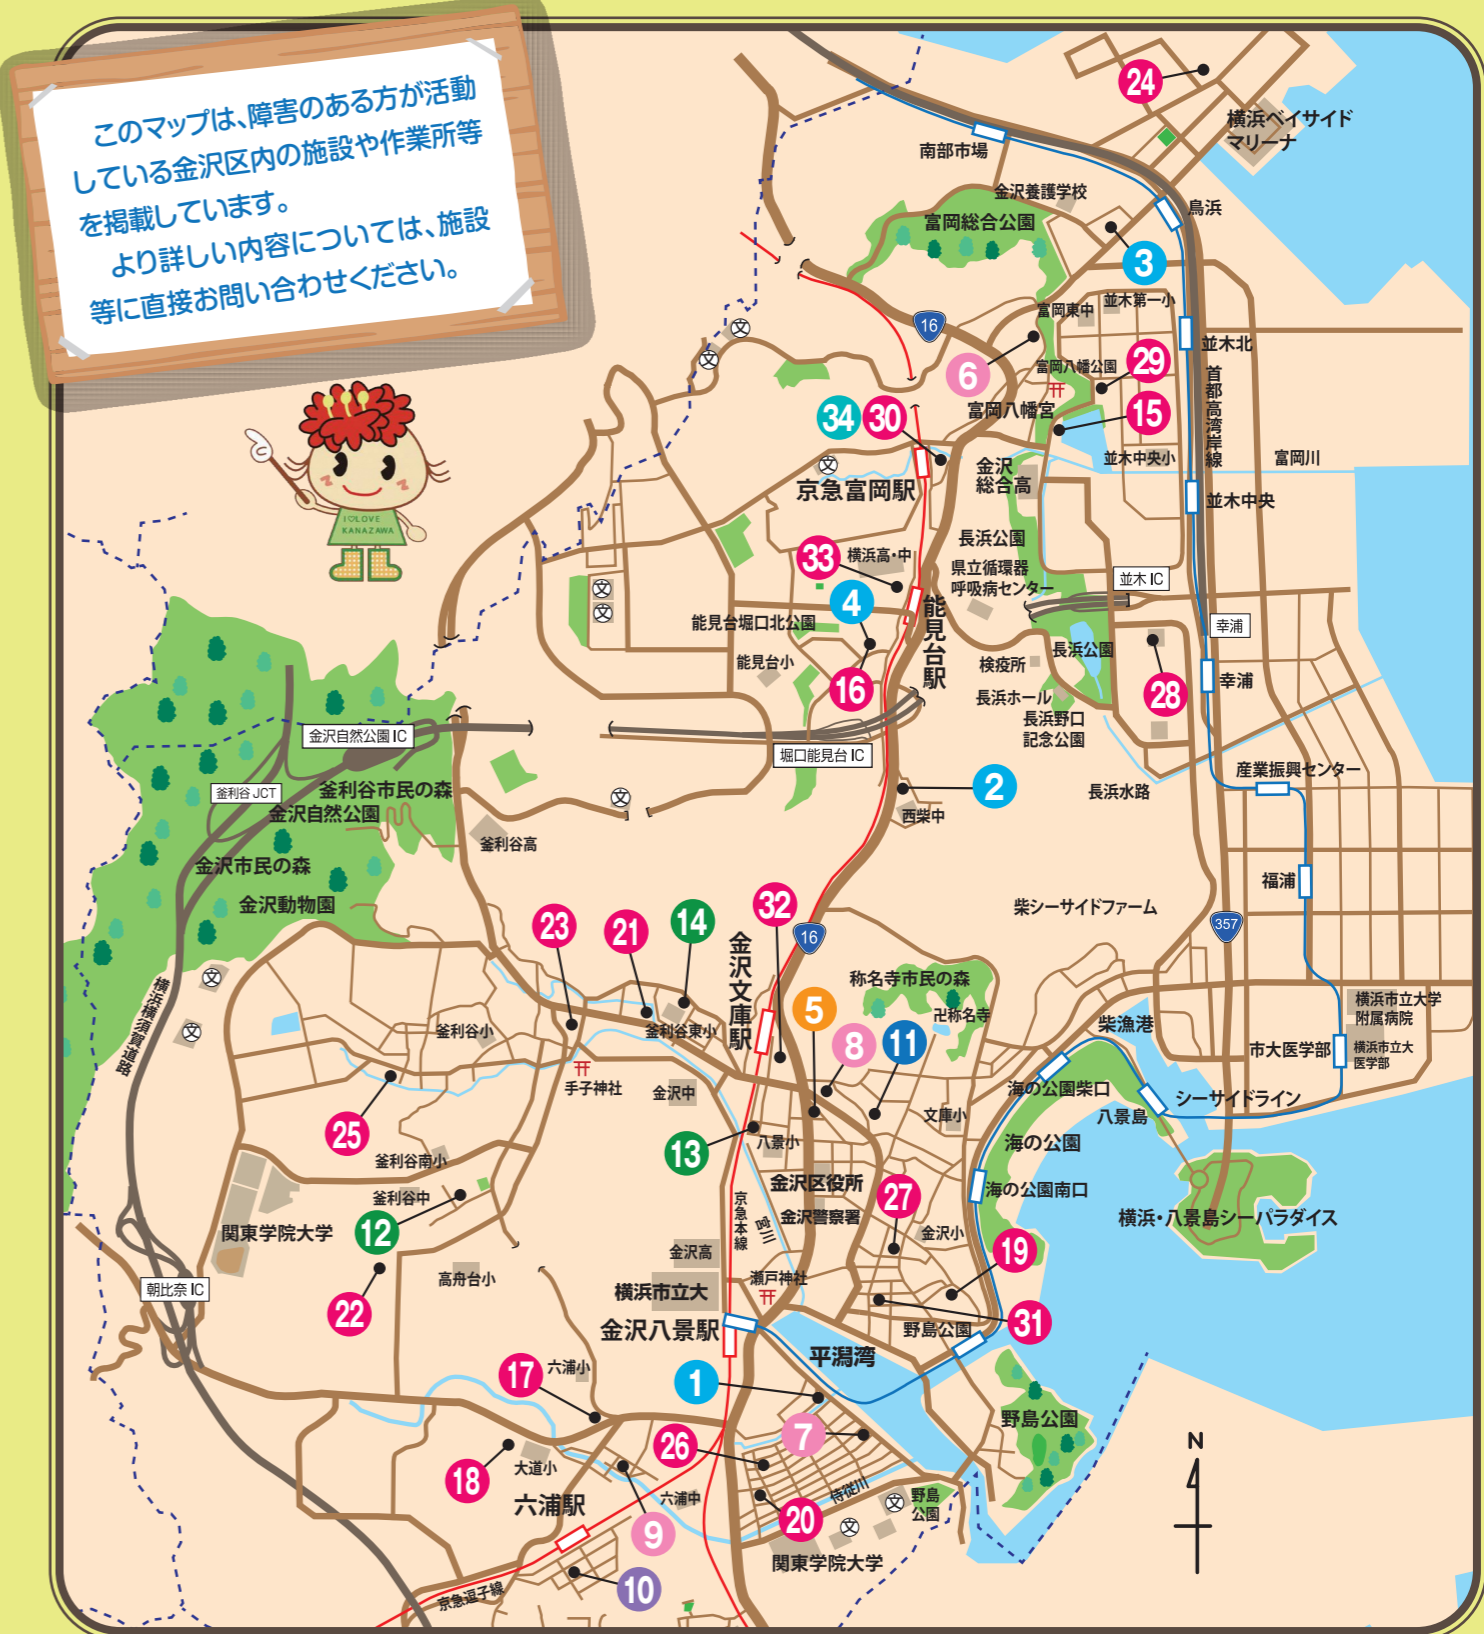 このマップは、障害のある方が活動
している金沢区内の施設や作業所等
を掲載しています。
より詳しい内容については、施設
等に直接お問い合わせください。
I♡LOVE
KANAZAWA
24
横浜ベイサイド
マリーナ
南部市場
金沢養護学校
鳥浜
富岡総合公園
3
16
富岡東中
並木第一小
並木北
文
文
6
富岡八幡公園
29
首都高湾岸線
34
30
富岡八幡宮
15
文
金沢
総合高
並木中央小
富岡川
京急富岡駅
並木中央
長浜公園
33
横浜高・中
県立循環器
呼吸病センター
並木 IC
文
文
4
能見台駅
能見台堀口北公園
幸浦
能見台小
検疫所
長浜公園
16
長浜ホール
28
幸浦
長浜野口
記念公園
金沢自然公園 IC
堀口能見台 IC
産業振興センター
釜利谷 JCT
釜利谷市民の森
文
2
長浜水路
金沢自然公園
西柴中
釜利谷高
金沢市民の森
福浦
金沢動物園
柴シーサイドファーム
32
23
21
14
16
357
金沢文庫駅
文
称名寺市民の森
横浜横須賀道路
5
卍称名寺
横浜市立大学
附属病院
文
釜利谷小
釜利谷東小
8
11
柴漁港
市大医学部
横浜市立大
医学部
手子神社
金沢中
海の公園柴口
シーサイドライン
25
八景小
文庫小
八景島
13
海の公園
釜利谷南小
金沢区役所
釜利谷中
27
海の公園南口
12
京急本線
宮川
金沢警察署
横浜・八景島シーパラダイス
関東学院大学
金沢小
金沢高
19
高舟台小
瀬戸神社
朝比奈 IC
横浜市立大
22
31
金沢八景駅
野島公園
平潟湾
六浦小
17
1
野島公園
7
26
N
18
大道小
六浦駅
六浦中
侍従川
文
野島
公園
20
9
文
関東学院大学
10
京急逗子線